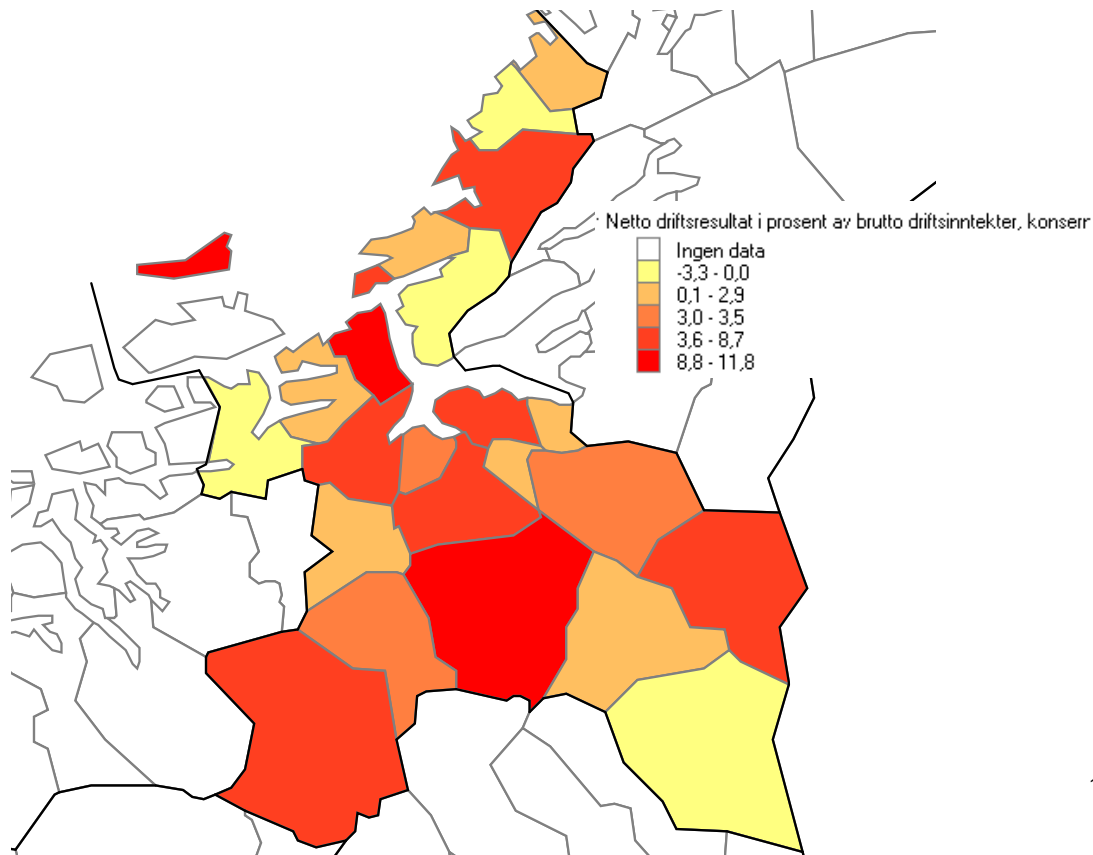 Netto driftsresultat i prosent av brutto driftsinntekter, konsern
Ingen data
-3,3 - 0,0
0,1 - 2,9
3,0 - 3,5
3,6 - 8,7
8,8 - 11,8